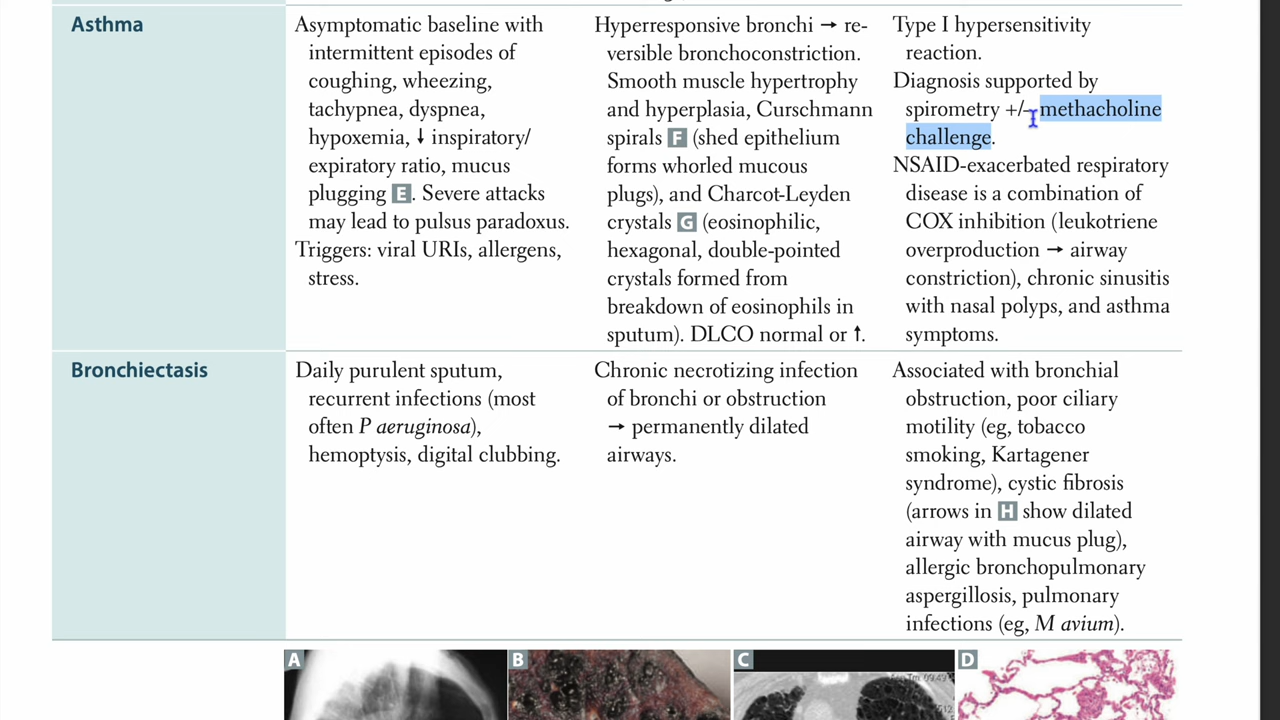 Asthma
Asymptomatic baseline with
intermittent episodes of
coughing, wheezing,
tachypnea, dyspnea,
hypoxemia, ↓ inspiratory/
expiratory ratio, mucus
plugging E. Severe attacks
may lead to pulsus paradoxus.
Triggers: viral URIs, allergens,
stress.
Hyperresponsive bronchi → re-
versible bronchoconstriction.
Smooth muscle hypertrophy
and hyperplasia, Curschmann
spirals F (shed epithelium
forms whorled mucous
plugs), and Charcot-Leyden
crystals G (eosinophilic,
hexagonal, double-pointed
crystals formed from
breakdown of eosinophils in
sputum). DLCO normal or ↑.
Type I hypersensitivity
reaction.
Diagnosis supported by
spirometry +/– methacholine
challenge.
NSAID-exacerbated respiratory
disease is a combination of
COX inhibition (leukotriene
overproduction → airway
constriction), chronic sinusitis
with nasal polyps, and asthma
symptoms.
Bronchiectasis
Daily purulent sputum,
recurrent infections (most
often P aeruginosa),
hemoptysis, digital clubbing.
Chronic necrotizing infection
of bronchi or obstruction
→ permanently dilated
airways.
Associated with bronchial
obstruction, poor ciliary
motility (eg, tobacco
smoking, Kartagener
syndrome), cystic fibrosis
(arrows in H show dilated
airway with mucus plug),
allergic bronchopulmonary
aspergillosis, pulmonary
infections (eg, M avium).
A
B
C
D